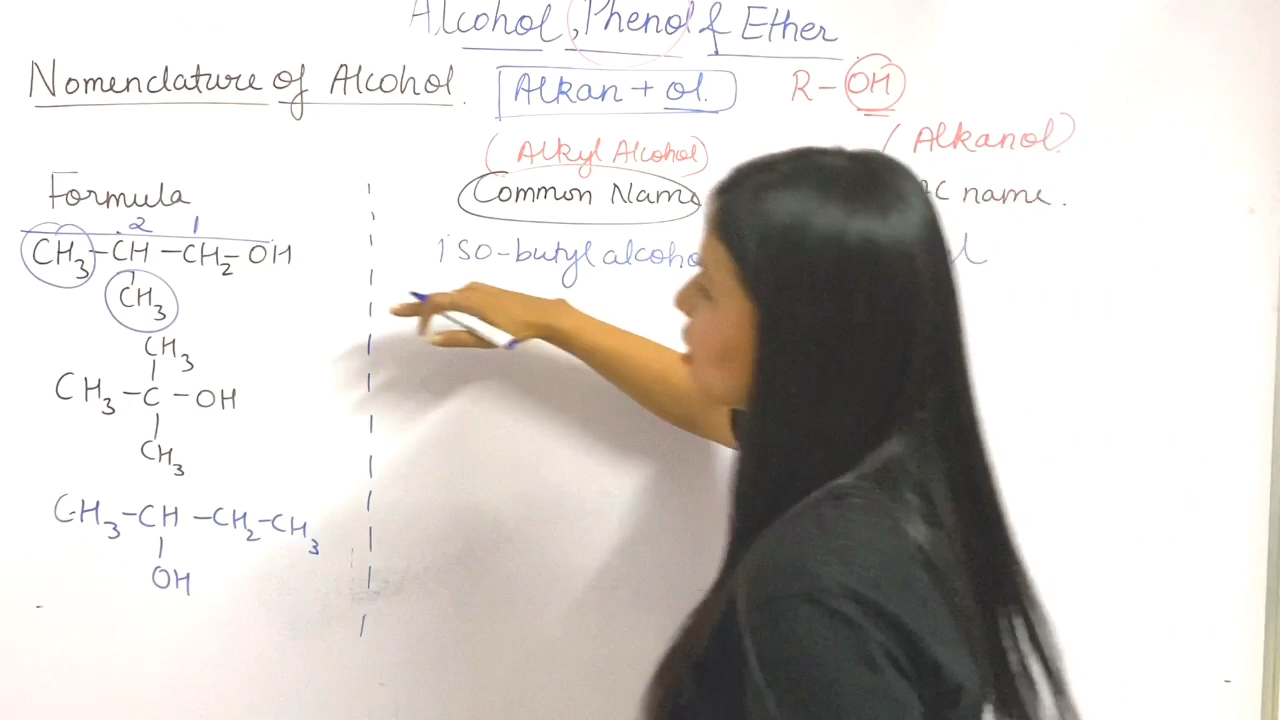 Alcohol, Phenol & Ether
Nomenclature of Alcohol. Alkan + ol. R-OH
(Alkyl Alcohol) (Alkanol)
Formula Common Name name.
2 1
CH3-CH-CH2-OH iso-butyl
CH3
CH3
CH3-C-OH
CH3
CH3-CH-CH2-CH3
OH